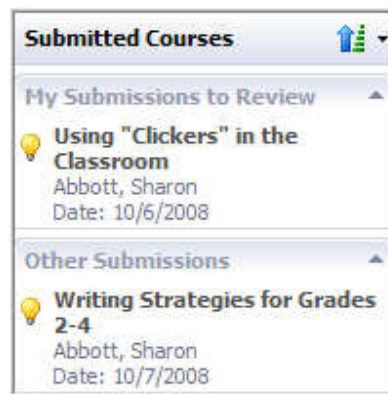 Submitted Courses
My Submissions to Review
Using "Clickers" in the
Classroom
Abbott, Sharon
Date: 10/6/2008
Other Submissions
Writing Strategies for Grades
2-4
Abbott, Sharon
Date: 10/7/2008